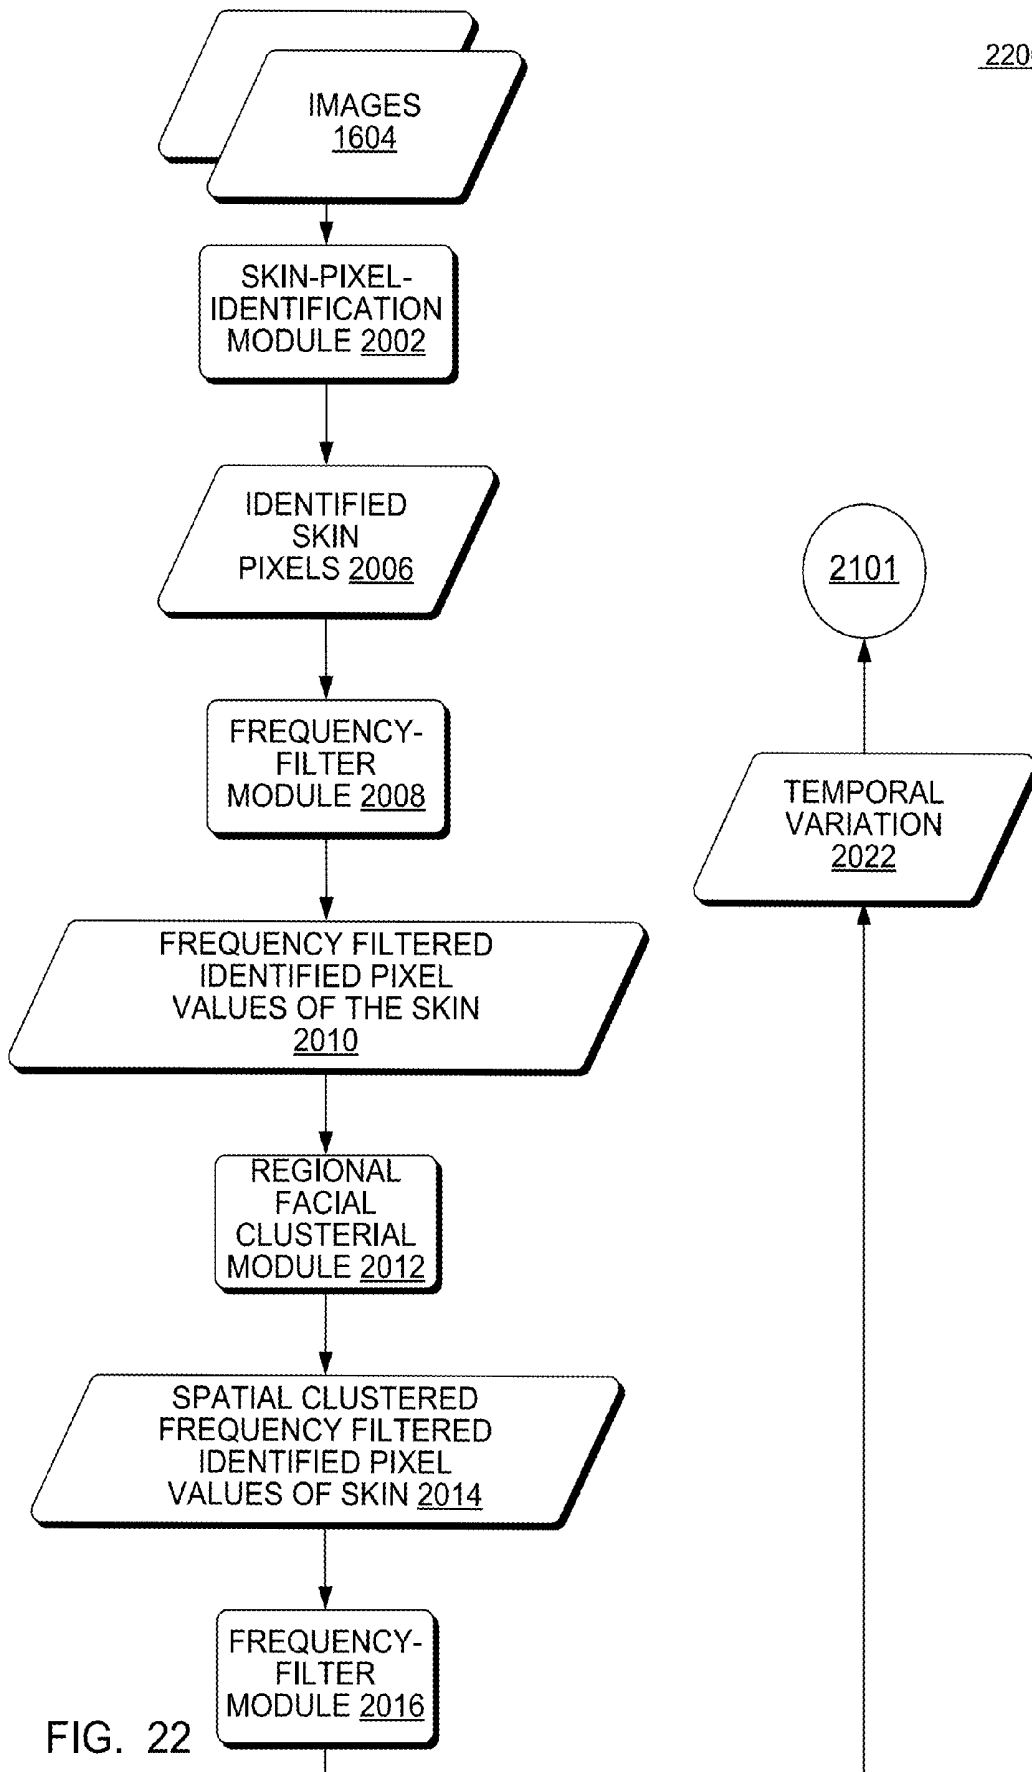 IMAGES
1604
SKIN-PIXEL-
IDENTIFICATION
MODULE 2002
IDENTIFIED
SKIN
PIXELS 2006
FREQUENCY-
FILTER
MODULE 2008
FREQUENCY FILTERED
IDENTIFIED PIXEL
VALUES OF THE SKIN
2010
REGIONAL
FACIAL
CLUSTERIAL
MODULE 2012
SPATIAL CLUSTERED
FREQUENCY FILTERED
IDENTIFIED PIXEL
VALUES OF SKIN 2014
FREQUENCY-
FILTER
MODULE 2016
FIG. 22
2101
TEMPORAL
VARIATION
2022